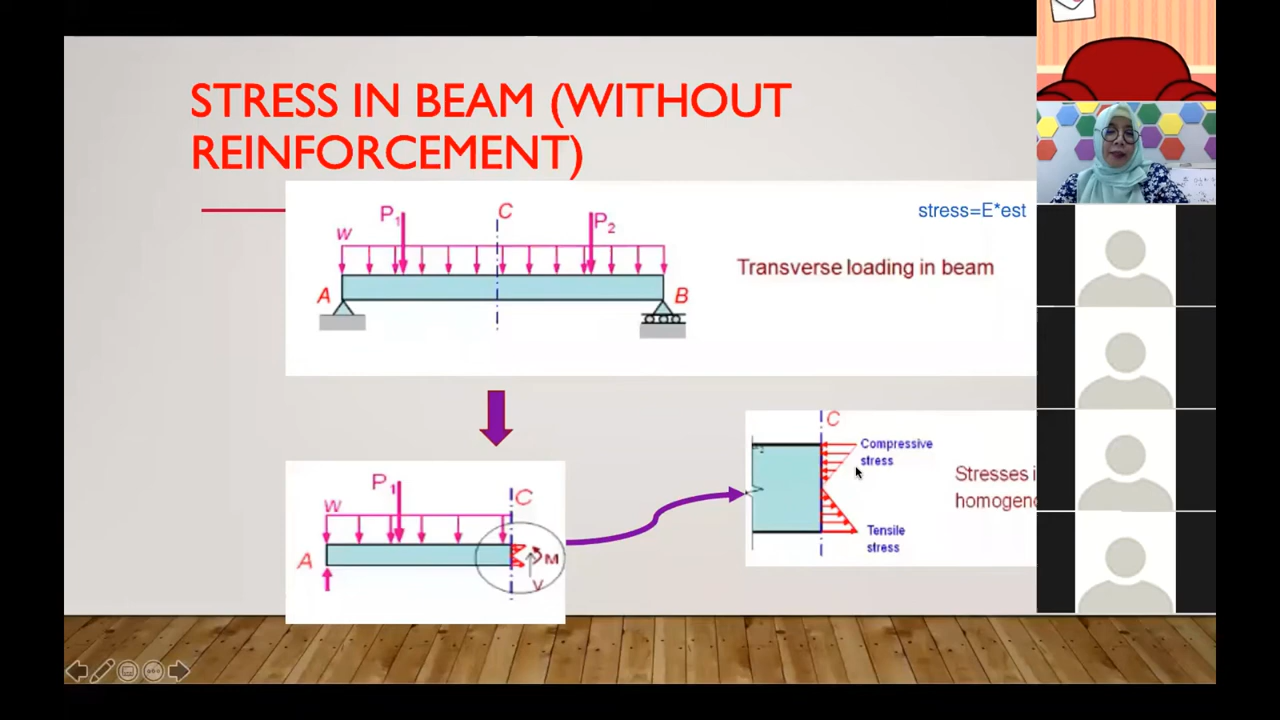 STRESS IN BEAM (WITHOUT
REINFORCEMENT)
stress=E*est
P1
C
P2
w
Transverse loading in beam
A
B
C
Compressive
stress
Stresses i
homogeno
Tensile
stress
P1
C
w
A
M
V